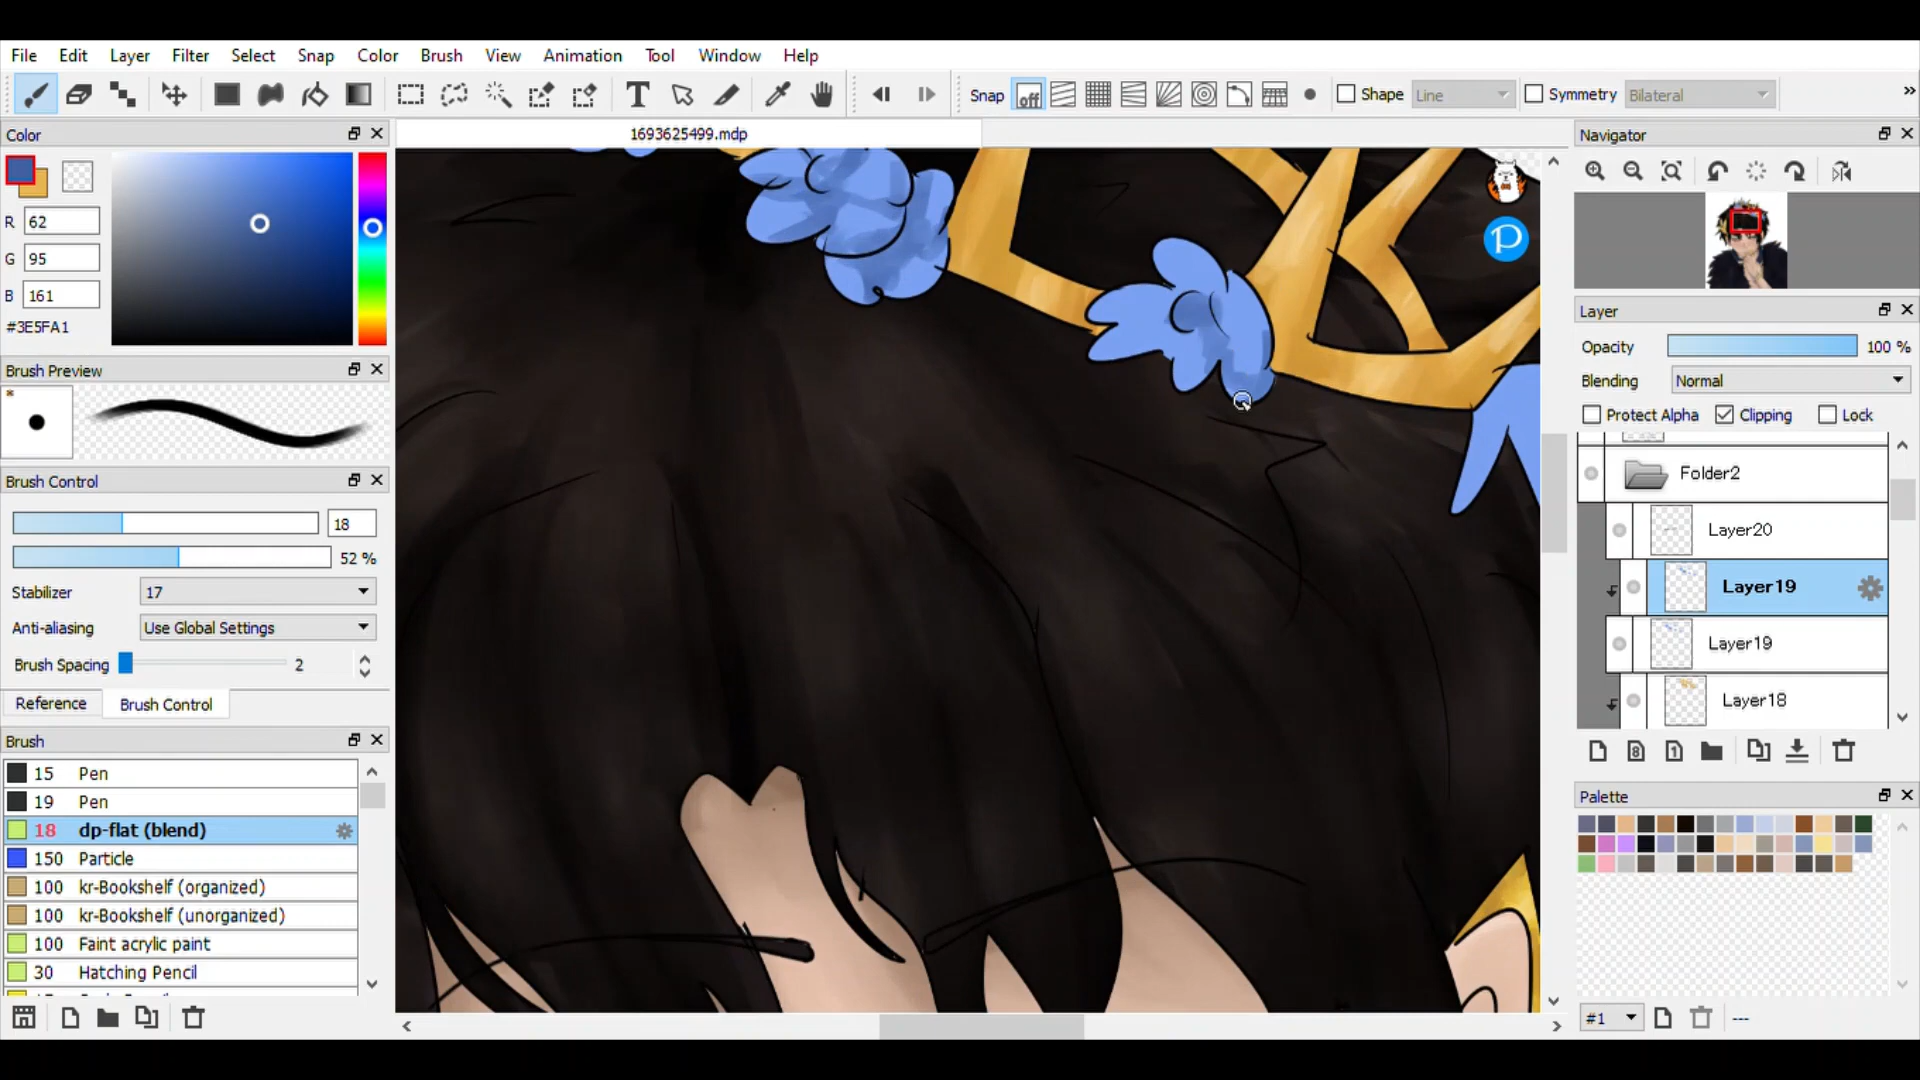 File Edit Layer Filter Select Snap Color Brush View Animation Tool Window Help
T Snap off Shape Line Symmetry Bilateral »
Color
1693625499.mdp
Navigator
R 62
G 95
B 161
#3E5FA1
P
Layer
Opacity 100 %
Blending Normal
Protect Alpha Clipping Lock
Brush Preview
Folder2
Layer20
Layer19
Layer19
Layer18
8 1
Brush Control
18
52 %
Stabilizer 17
Anti-aliasing Use Global Settings
Brush Spacing 2
Reference Brush Control
Brush
15 Pen
19 Pen
18 dp-flat (blend)
150 Particle
100 kr-Bookshelf (organized)
100 kr-Bookshelf (unorganized)
100 Faint acrylic paint
30 Hatching Pencil
Palette
#1 ---